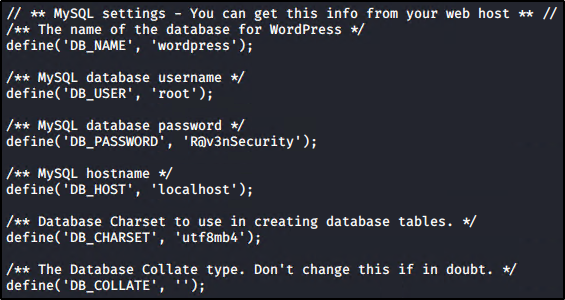 // ** MySQL settings - You can get this info from your web host ** //
/** The name of the database for WordPress */
define('DB_NAME', 'wordpress');
/** MySQL database username */
define('DB_USER', 'root');
/** MySQL database password */
define('DB_PASSWORD', 'R@v3nSecurity');
/** MySQL hostname */
define('DB_HOST', 'localhost');
/** Database Charset to use in creating database tables. */
define('DB_CHARSET', 'utf8mb4');
/** The Database Collate type. Don't change this if in doubt. */
define('DB_COLLATE', '');